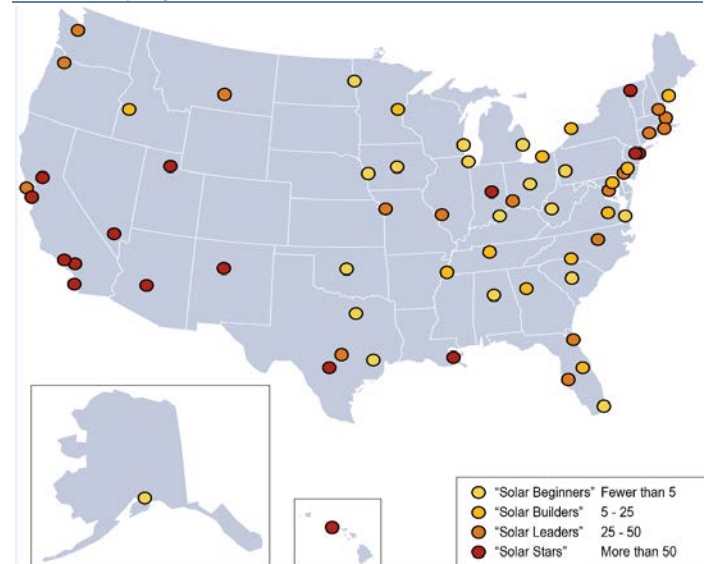 "Solar Beginners" Fewer than 5
"Solar Builders" 5 - 25
"Solar Leaders" 25 - 50
"Solar Stars" More than 50